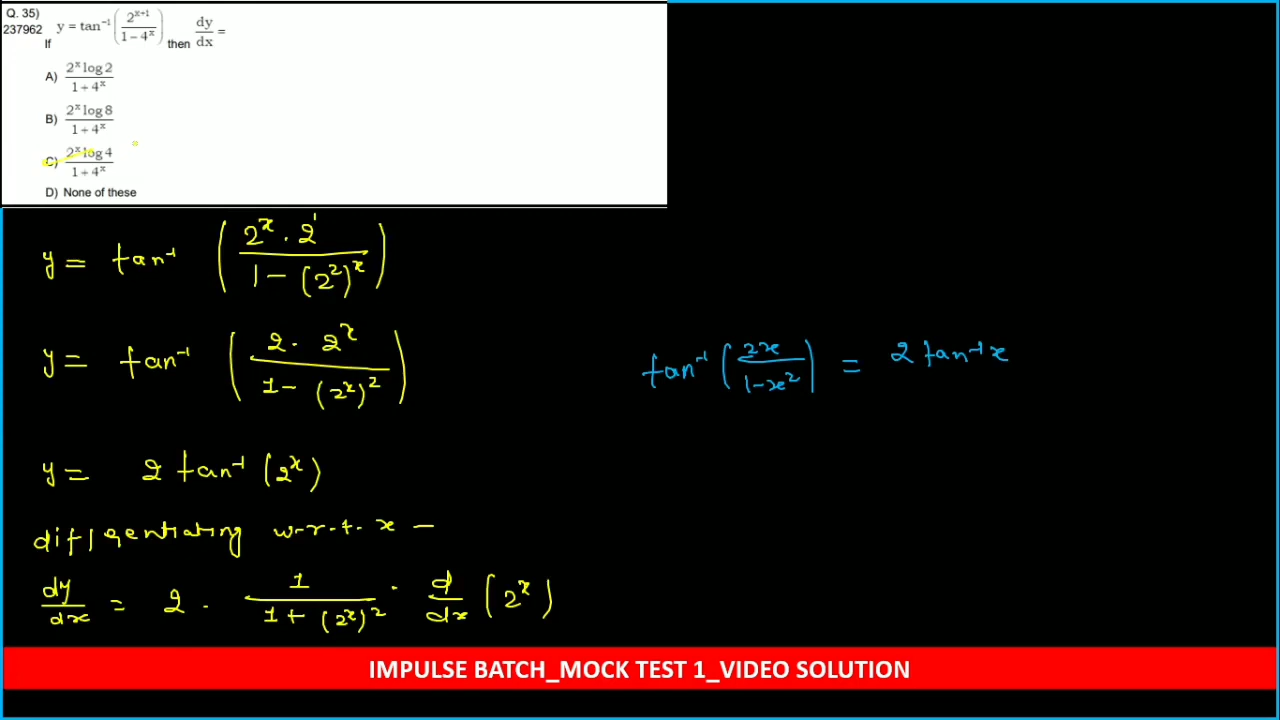 Q. 35)
237962
If y = tan⁻¹ (2ˣ⁺¹ / 1 − 4ˣ) then dy/dx =
A) 2ˣ log 2 / 1 + 4ˣ
B) 2ˣ log 8 / 1 + 4ˣ
C) 2ˣ log 4 / 1 + 4ˣ
D) None of these
y = tan⁻¹ (2ˣ · 2¹ / 1 − (2²)ˣ)
y = tan⁻¹ (2 · 2ˣ / 1 − (2ˣ)²)
tan⁻¹ (2x / 1 − x²) = 2 tan⁻¹ x
y = 2 tan⁻¹ (2ˣ)
differentiating w.r.t. x −
dy/dx = 2 · 1 / 1 + (2ˣ)² · d/dx (2ˣ)
IMPULSE BATCH_MOCK TEST 1_VIDEO SOLUTION